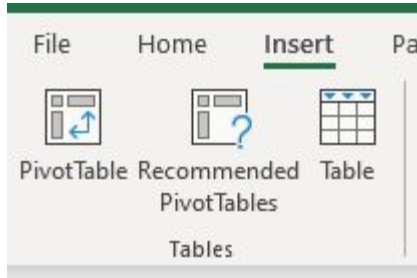 File Home Insert Pa
PivotTable Recommended Table
PivotTables
Tables